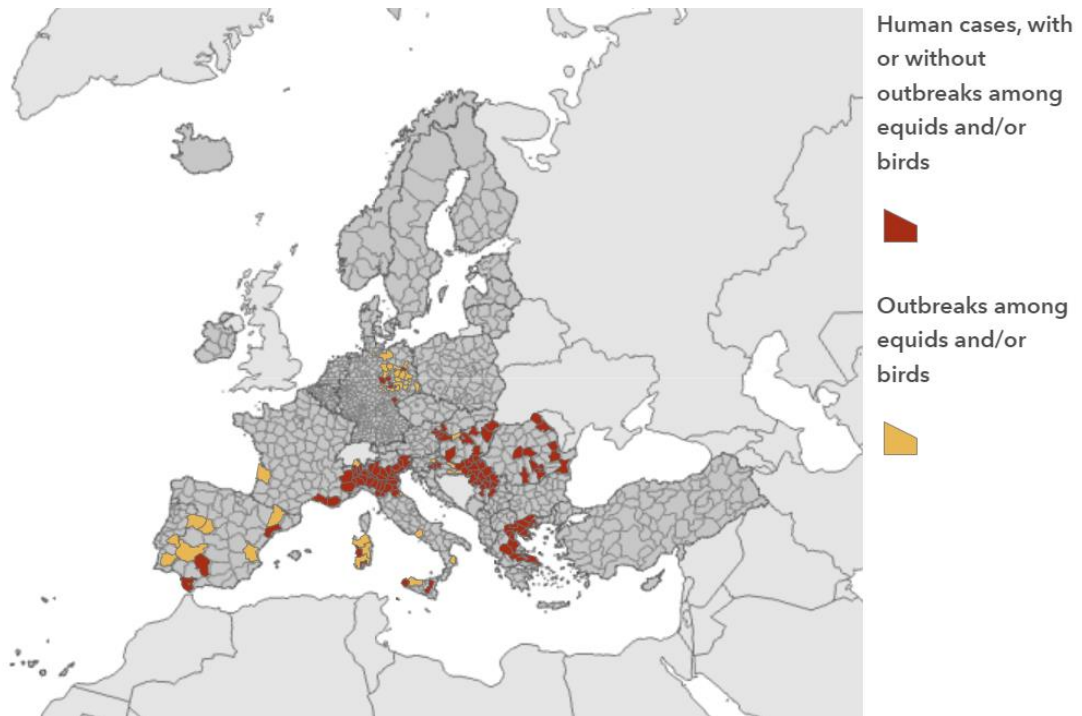 Human cases, with
or without
outbreaks among
equids and/or
birds
Outbreaks among
equids and/or
birds